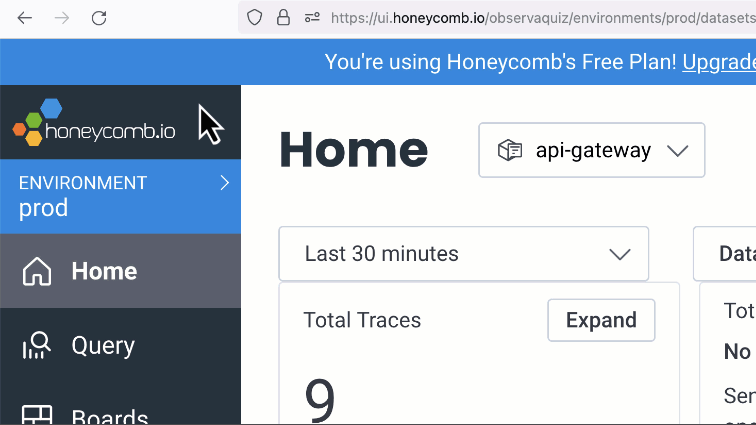 https://ui.honeycomb.io/observaquiz/environments/prod/datasets
You're using Honeycomb's Free Plan! Upgrade
honeycomb.io
Home
api-gateway
ENVIRONMENT
prod
Last 30 minutes
Data
Home
Total Traces
Expand
Tot
No
Query
9
Ser
Boards